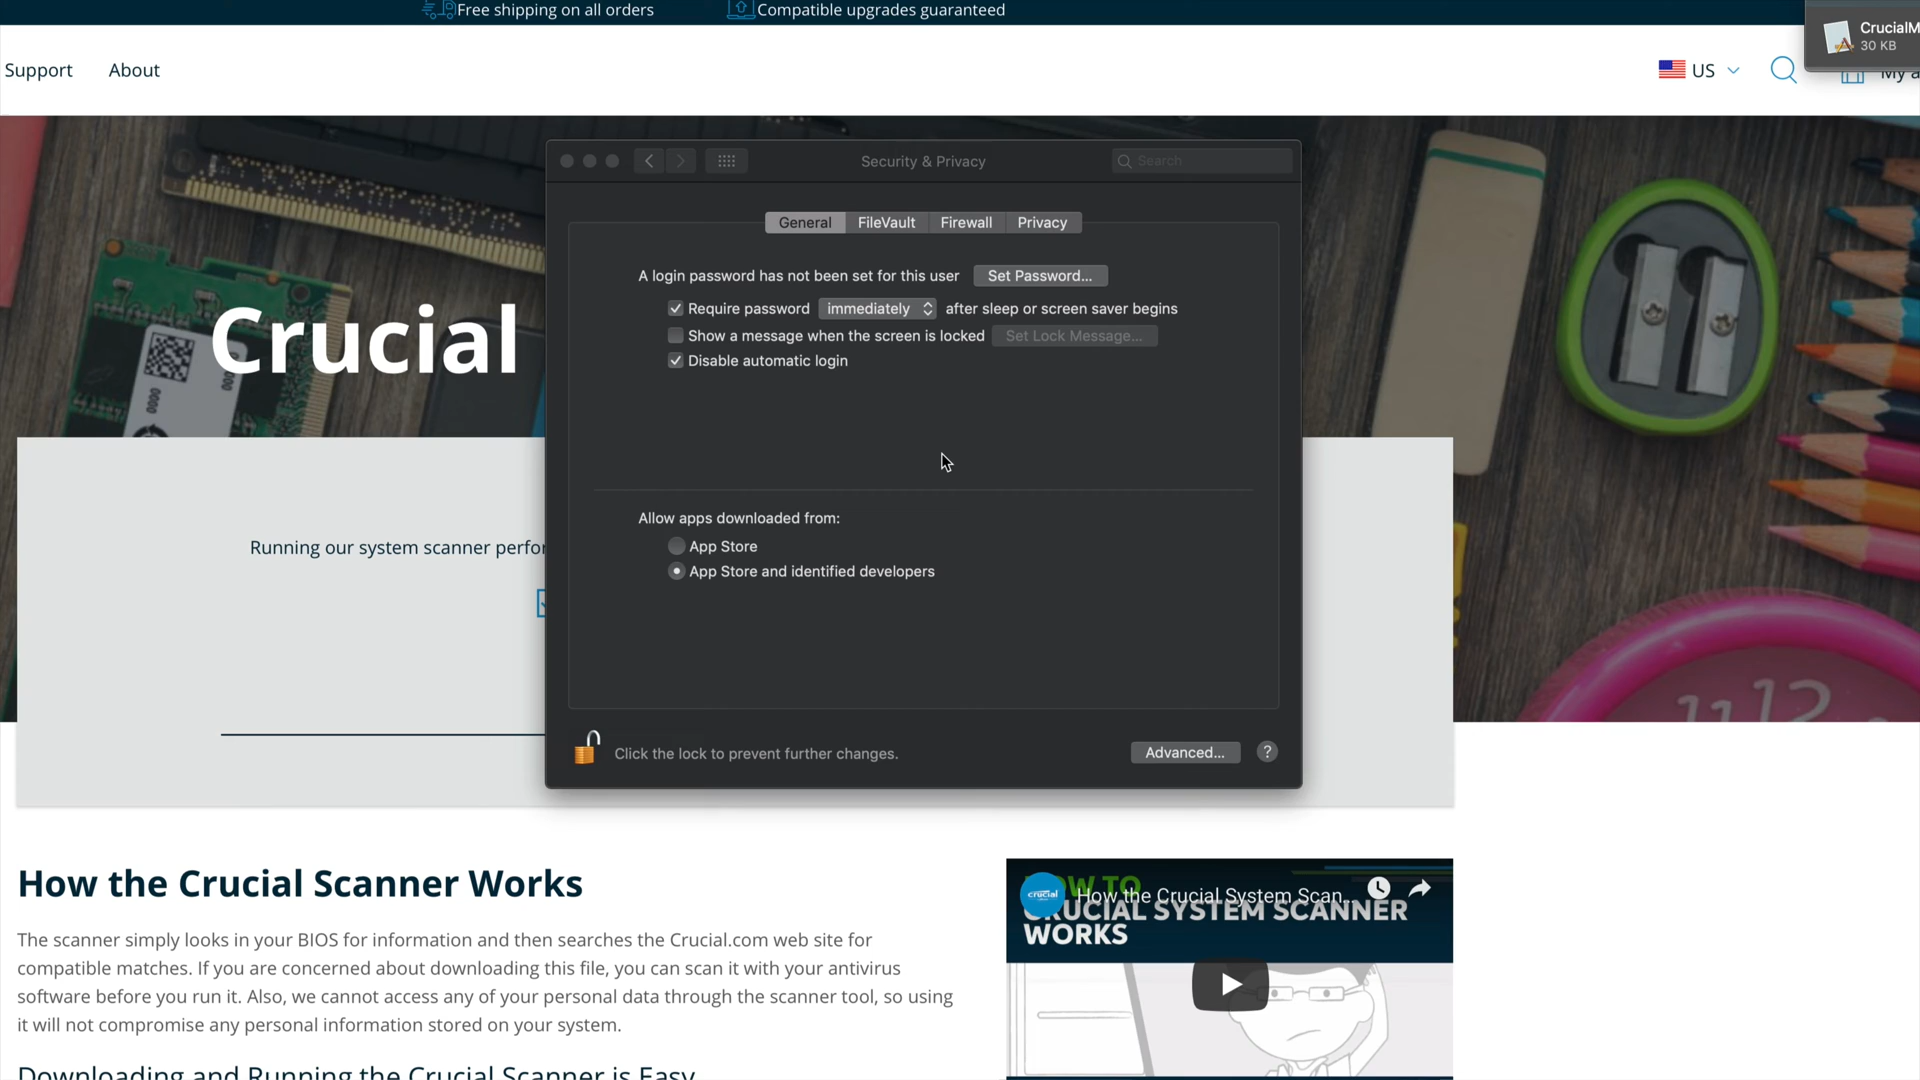 Free shipping on all orders
Compatible upgrades guaranteed
CrucialM
30 KB
Support
About
US
My a
Security & Privacy
Search
General
FileVault
Firewall
Privacy
A login password has not been set for this user
Set Password...
Require password
immediately
after sleep or screen saver begins
Show a message when the screen is locked
Set Lock Message...
Disable automatic login
Crucial
0000
Running our system scanner perfor
Allow apps downloaded from:
App Store
App Store and identified developers
Click the lock to prevent further changes.
Advanced...
?
11 12
How the Crucial Scanner Works
The scanner simply looks in your BIOS for information and then searches the Crucial.com web site for
compatible matches. If you are concerned about downloading this file, you can scan it with your antivirus
software before you run it. Also, we cannot access any of your personal data through the scanner tool, so using
it will not compromise any personal information stored on your system.
Downloading and Running the Crucial Scanner is Easy
crucial
How the Crucial System Scan...
HOW TO
CRUCIAL SYSTEM SCANNER
WORKS